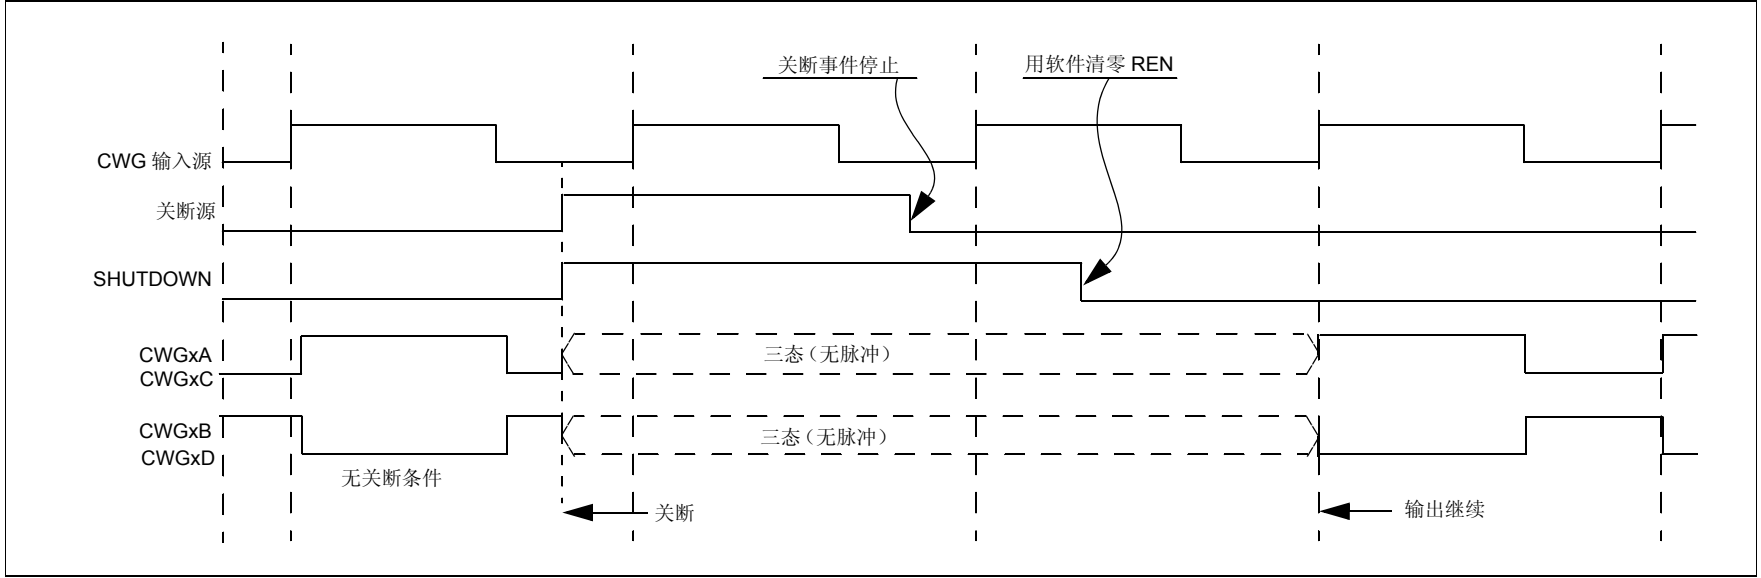 关断事件停止
用软件清零 REN
CWG 输入源
关断源
SHUTDOWN
CWGxA
CWGxC
三态（无脉冲）
CWGxB
CWGxD
三态（无脉冲）
无关断条件
关断
输出继续